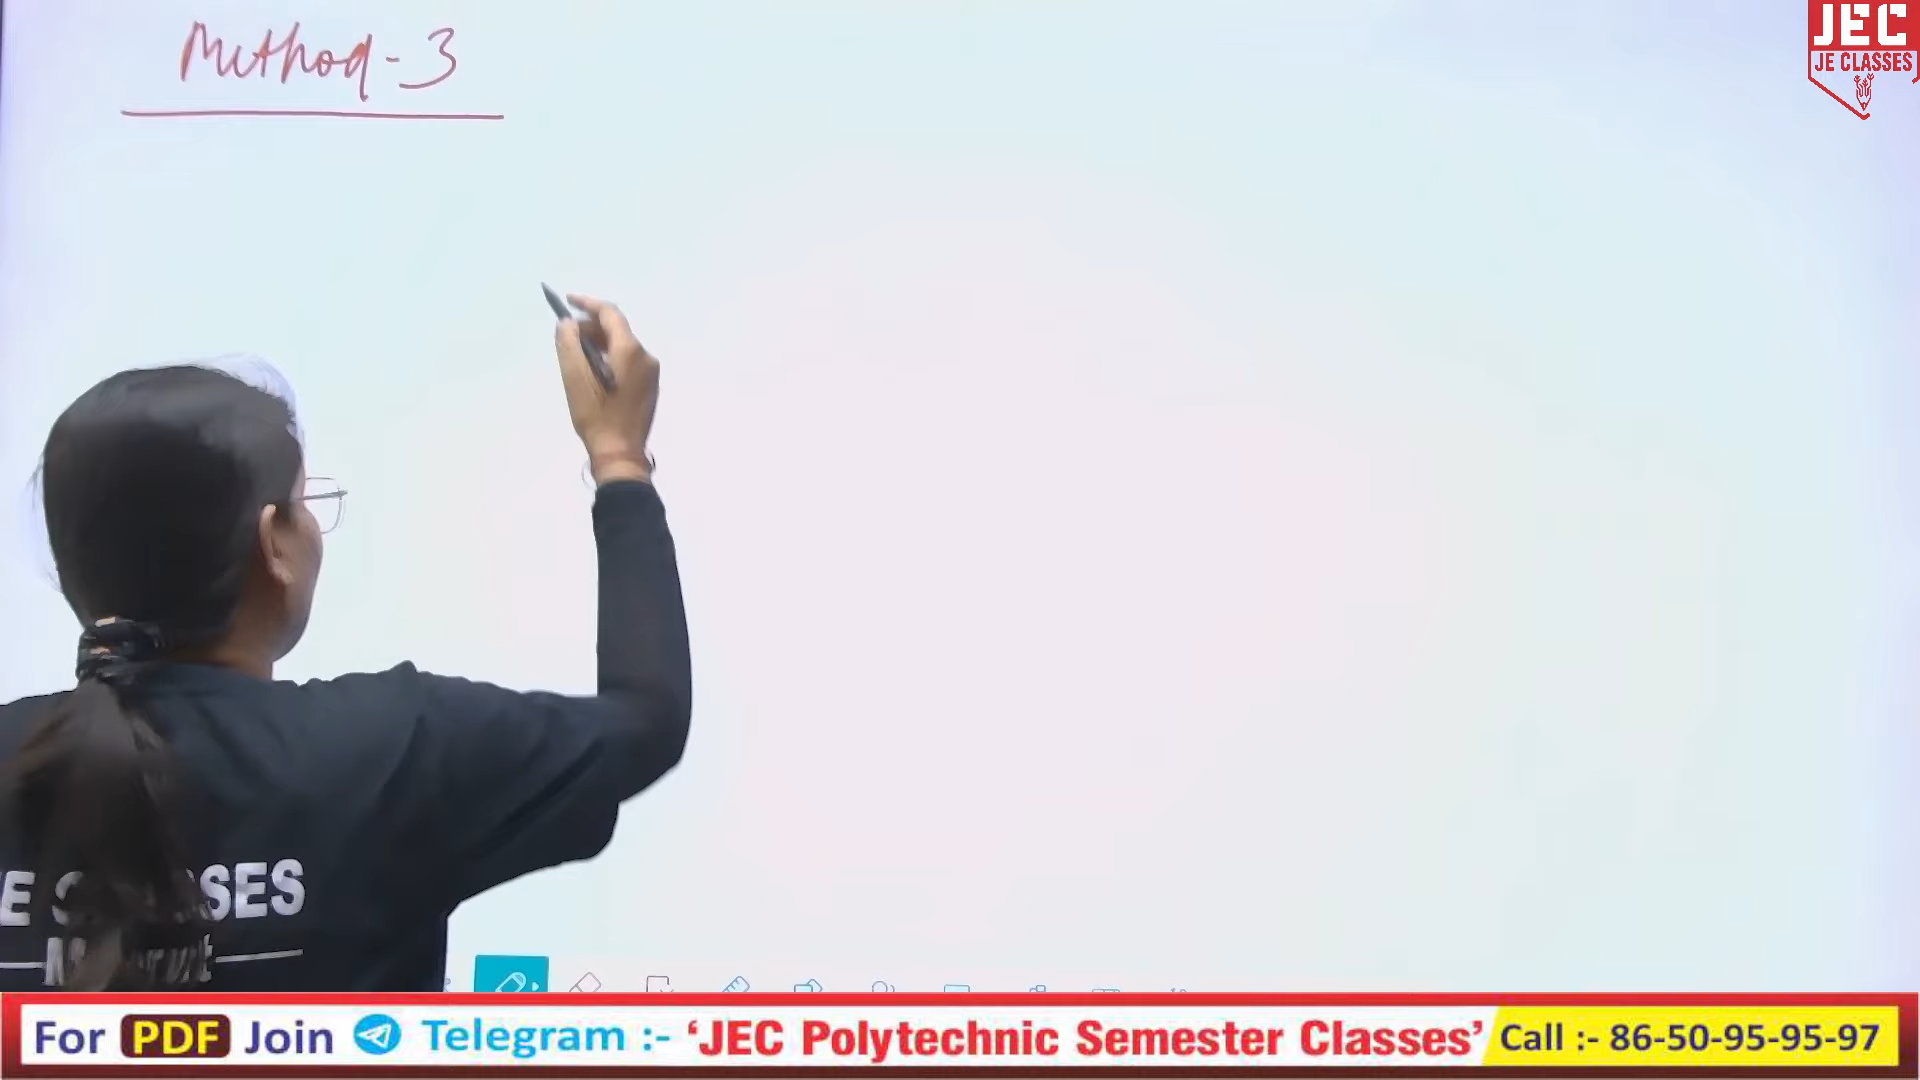 Method-3
JEC
JE CLASSES
SES
For PDF Join Telegram :- ‘JEC Polytechnic Semester Classes’ Call :- 86-50-95-95-97